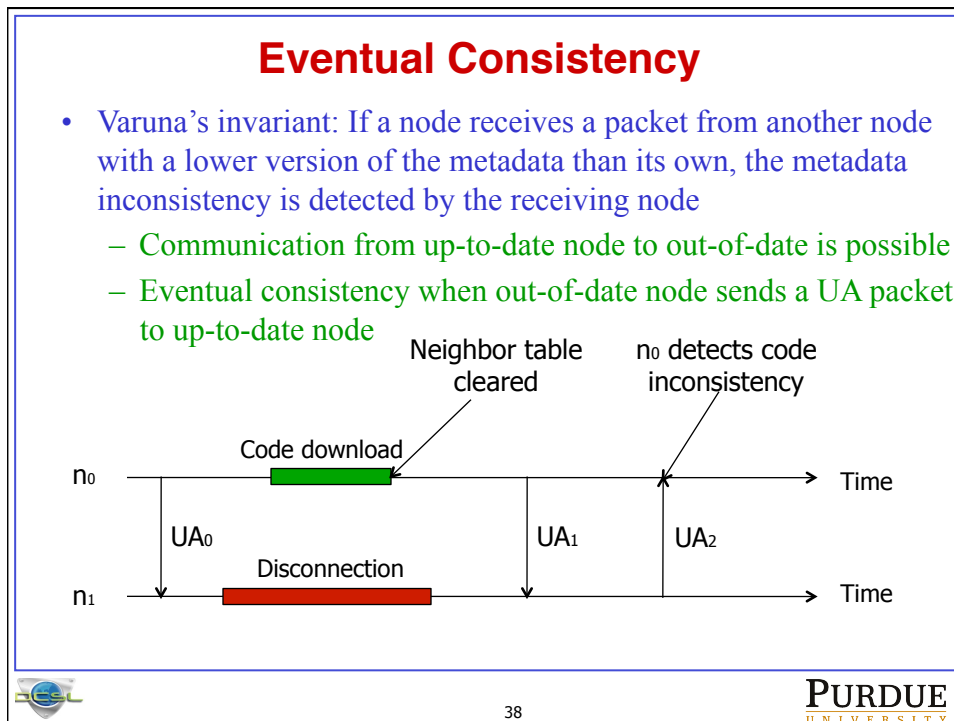 Eventual Consistency
• Varuna's invariant: If a node receives a packet from another node
with a lower version of the metadata than its own, the metadata
inconsistency is detected by the receiving node
– Communication from up-to-date node to out-of-date is possible
– Eventual consistency when out-of-date node sends a UA packet
to up-to-date node
Neighbor table
cleared
n0 detects code
inconsistency
Code download
n0
Time
UA0
UA1
UA2
Disconnection
n1
Time
DCSL
38
PURDUE
UNIVERSITY